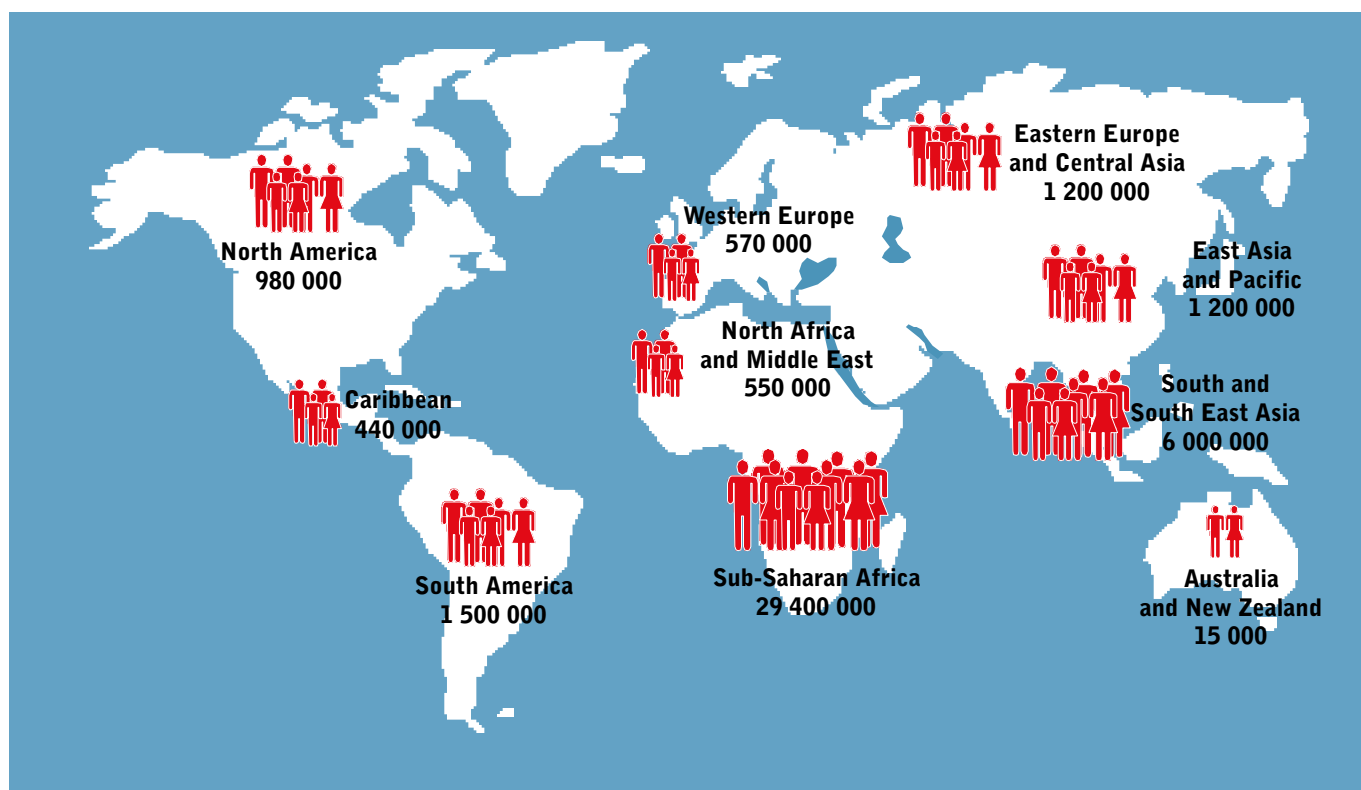 North America
980 000
Caribbean
440 000
South America
1 500 000
Western Europe
570 000
North Africa
and Middle East
550 000
Sub-Saharan Africa
29 400 000
Eastern Europe
and Central Asia
1 200 000
East Asia
and Pacific
1 200 000
South and
South East Asia
6 000 000
Australia
and New Zealand
15 000